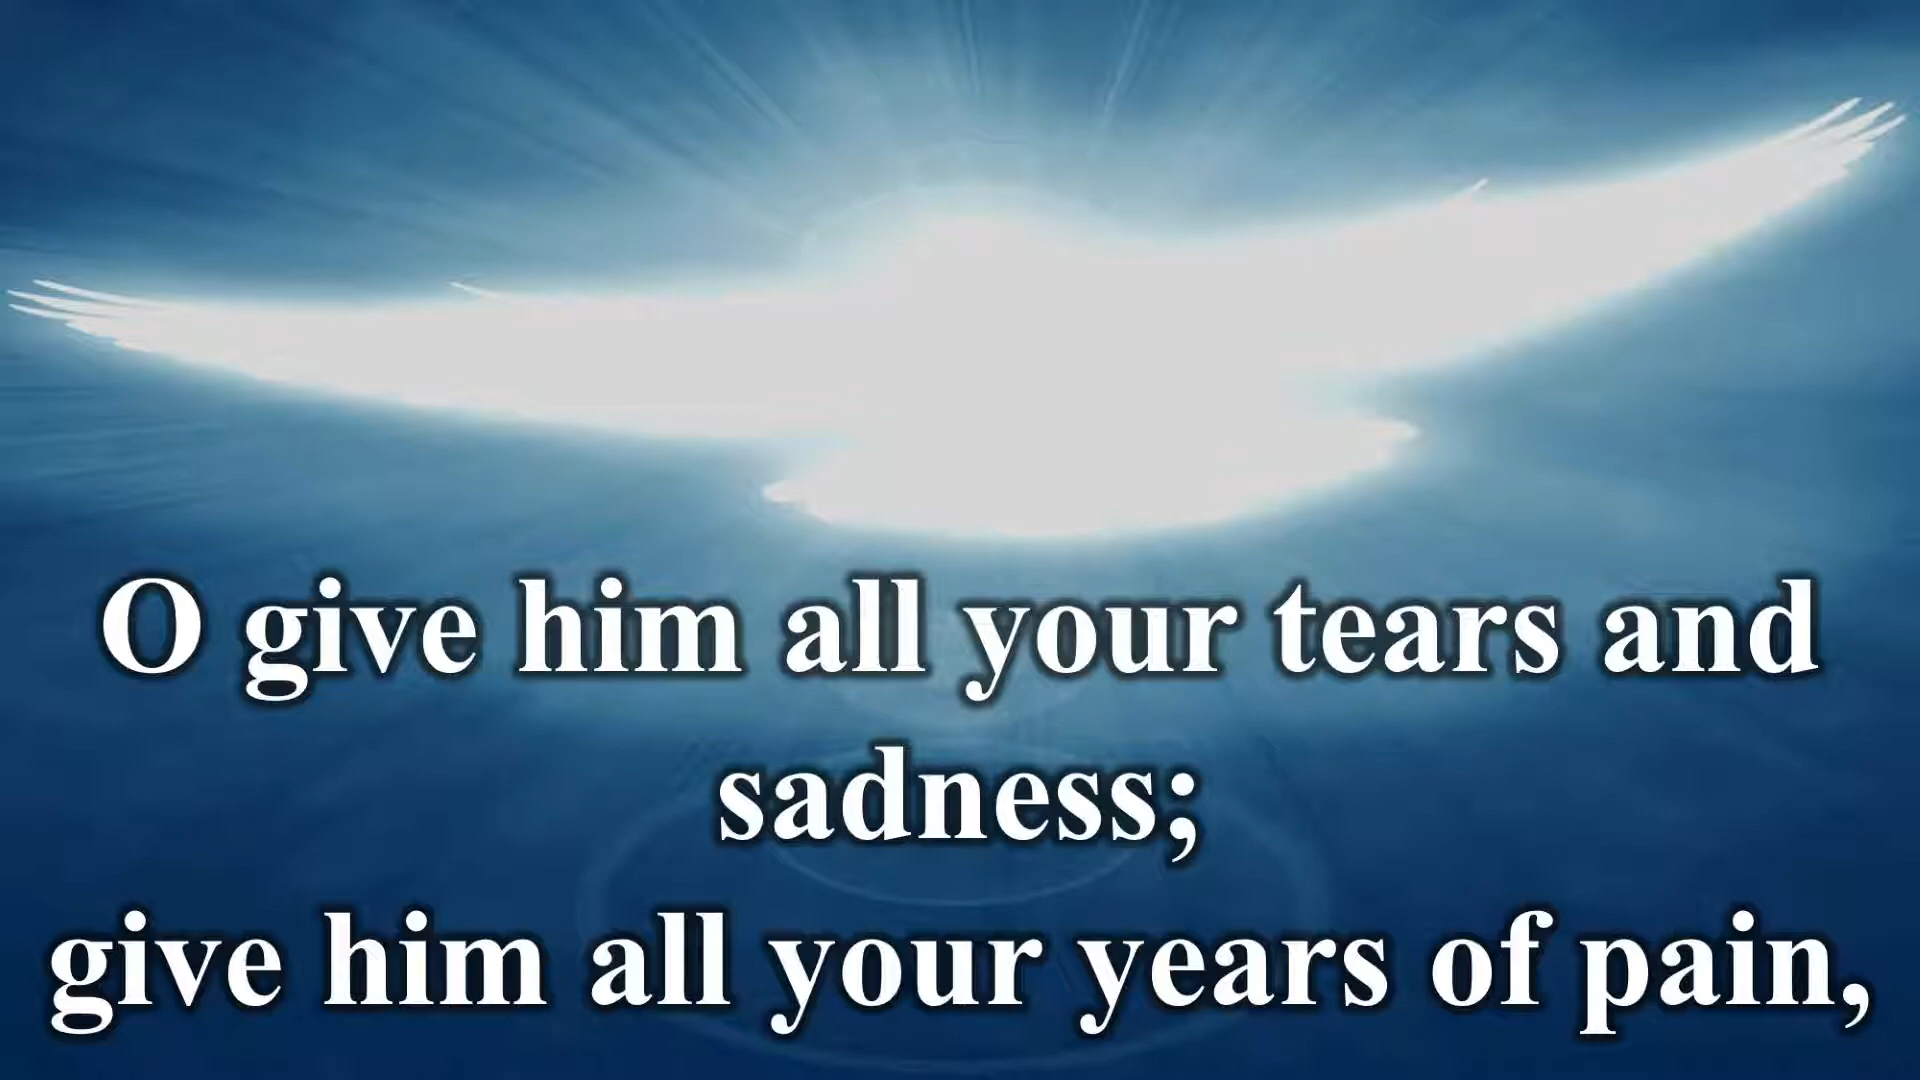 O give him all your tears and
sadness;
give him all your years of pain,